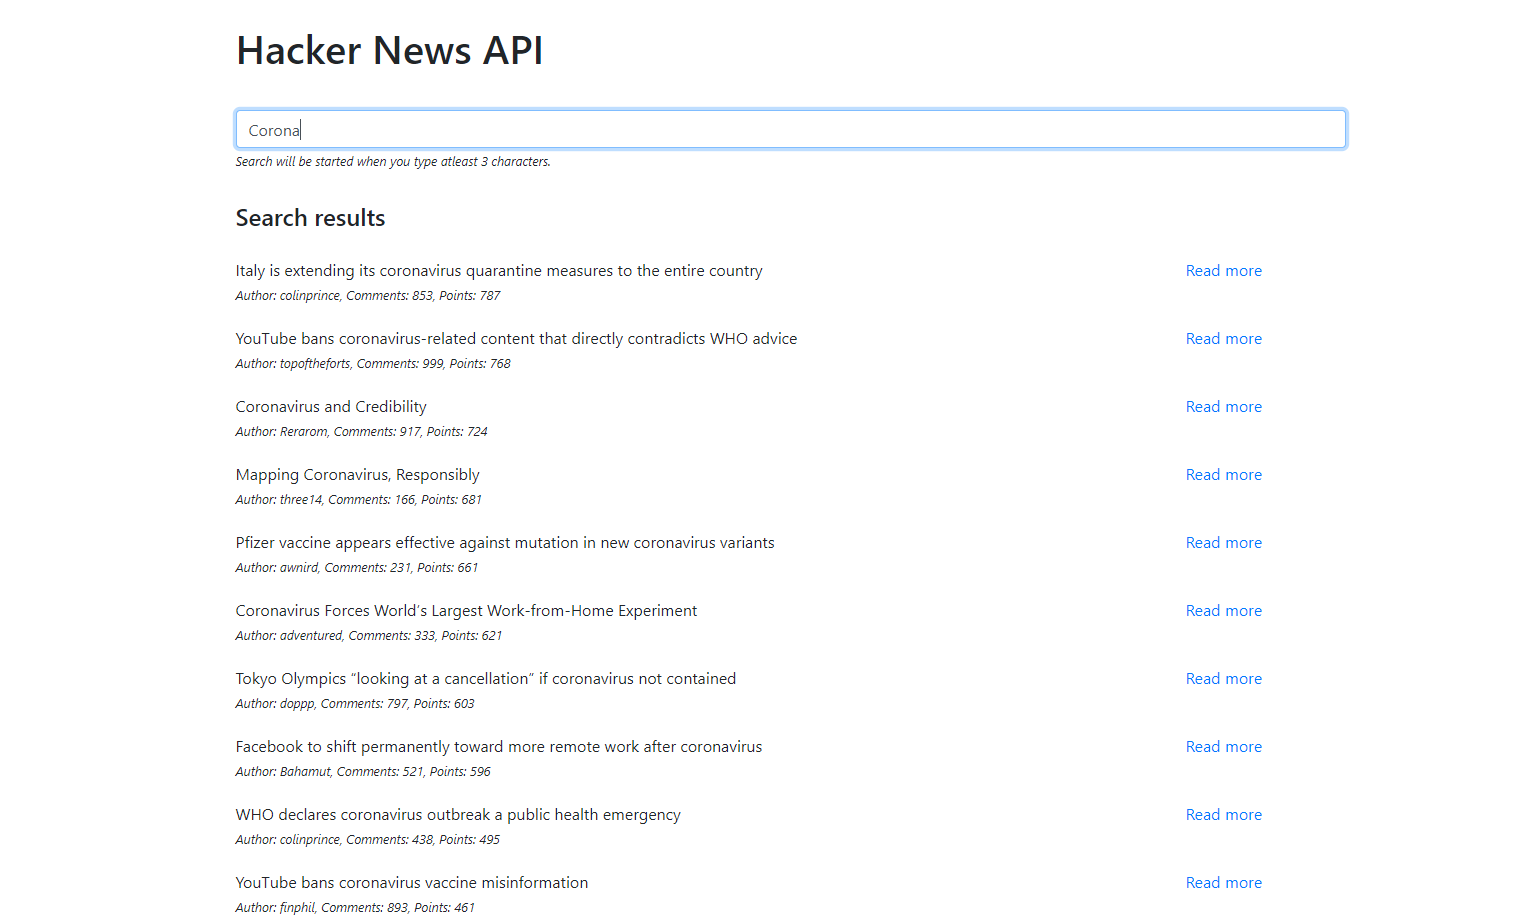 Hacker News API
Corona
Search will be started when you type atleast 3 characters.
Search results
Italy is extending its coronavirus quarantine measures to the entire country
Read more
Author: colinprince, Comments: 853, Points: 787
YouTube bans coronavirus-related content that directly contradicts WHO advice
Read more
Author: topoftheforts, Comments: 999, Points: 768
Coronavirus and Credibility
Read more
Author: Rerarom, Comments: 917, Points: 724
Mapping Coronavirus, Responsibly
Read more
Author: three14, Comments: 166, Points: 681
Pfizer vaccine appears effective against mutation in new coronavirus variants
Read more
Author: awnird, Comments: 231, Points: 661
Coronavirus Forces World’s Largest Work-from-Home Experiment
Read more
Author: adventured, Comments: 333, Points: 621
Tokyo Olympics “looking at a cancellation” if coronavirus not contained
Read more
Author: doppp, Comments: 797, Points: 603
Facebook to shift permanently toward more remote work after coronavirus
Read more
Author: Bahamut, Comments: 521, Points: 596
WHO declares coronavirus outbreak a public health emergency
Read more
Author: colinprince, Comments: 438, Points: 495
YouTube bans coronavirus vaccine misinformation
Read more
Author: finphil, Comments: 893, Points: 461